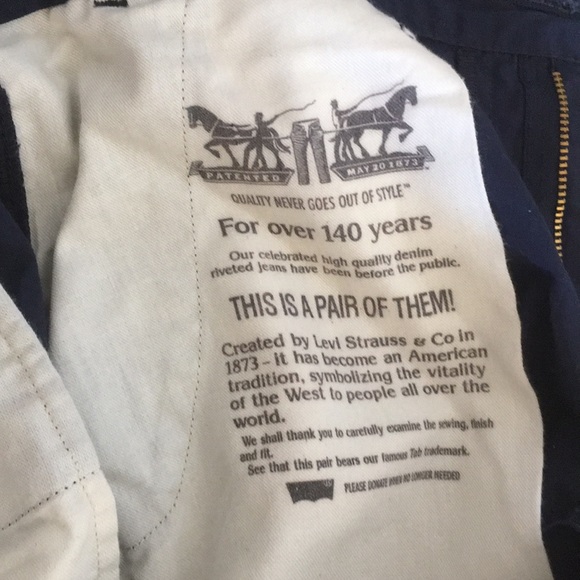 PATENTED MAY 20 1873
QUALITY NEVER GOES OUT OF STYLE™
For over 140 years
Our celebrated high quality denim
riveted jeans have been before the public.
THIS IS A PAIR OF THEM!
Created by Levi Strauss & Co in
1873 - it has become an American
tradition, symbolizing the vitality
of the West to people all over the
world.
We shall thank you to carefully examine the sewing, finish
and fit.
See that this pair bears our famous Tab trademark.
PLEASE DONATE WHEN NO LONGER NEEDED